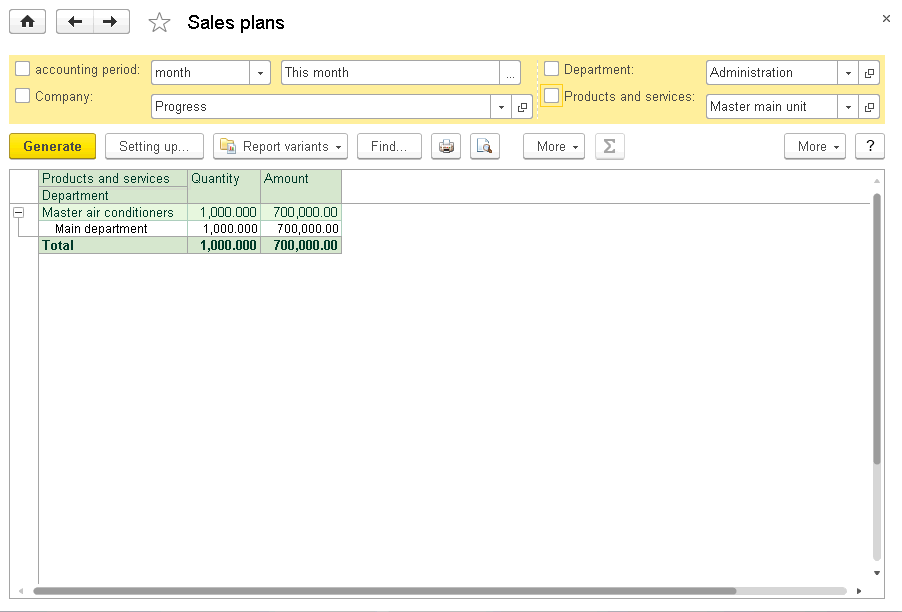 Sales plans
accounting period: month This month ... Department: Administration
Company: Progress Products and services: Master main unit
Generate Setting up... Report variants Find... More Σ More ?
Products and services Quantity Amount
Department
Master air conditioners 1,000.000 700,000.00
Main department 1,000.000 700,000.00
Total 1,000.000 700,000.00